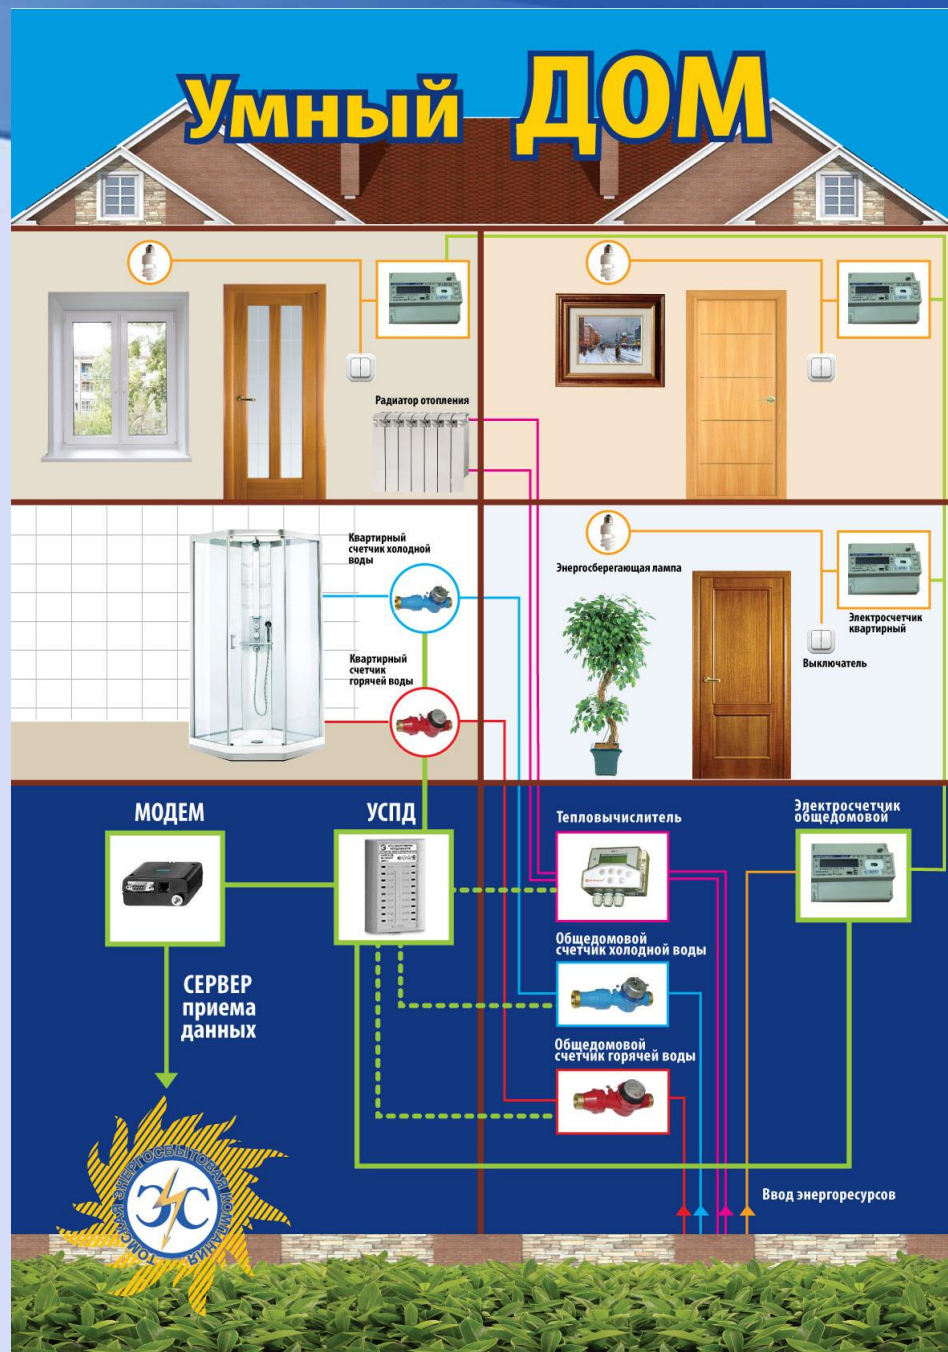 Умный ДОМ
Радиатор отопления
Квартирный
счетчик холодной
воды
Энергосберегающая лампа
Электросчетчик
квартирный
Выключатель
Квартирный
счетчик
горячей воды
МОДЕМ
УСПД
Тепловычислитель
Электросчетчик
общедомовой
Общедомовой
счетчик холодной воды
СЕРВЕР
приема
данных
Общедомовой
счетчик горячей воды
Ввод энергоресурсов
ТОМСКАЯ ЭНЕРГОСБЫТОВАЯ КОМПАНИЯ
ЭС